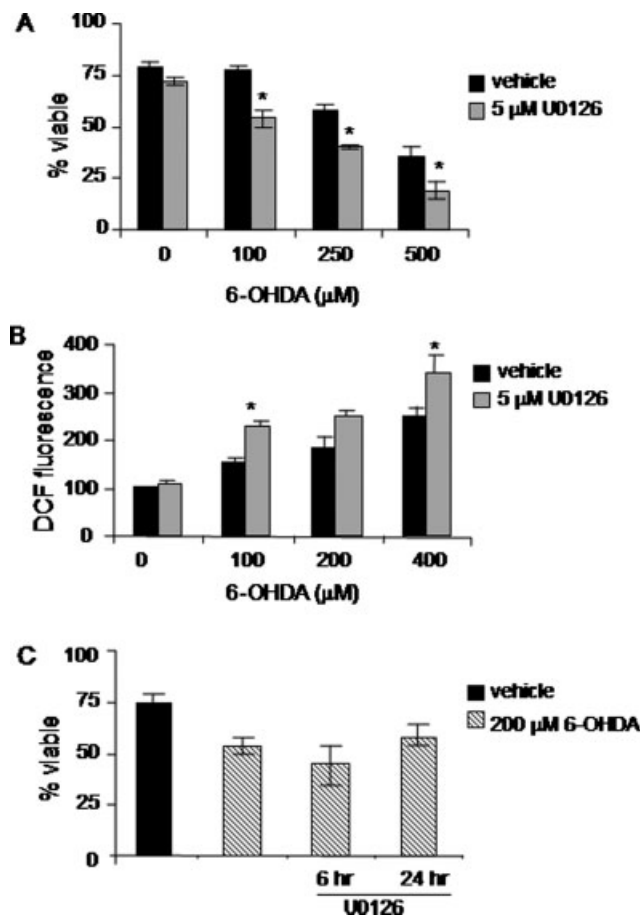 A
100
75
50
25
0
% viable
* * *
vehicle
5 µM U0126
0 100 250 500
6-OHDA (µM)
B
400
300
200
100
0
DCF fluorescence
* *
vehicle
5 µM U0126
0 100 200 400
6-OHDA (µM)
C
100
75
50
25
0
% viable
vehicle
200 µM 6-OHDA
6 hr 24 hr
U0126